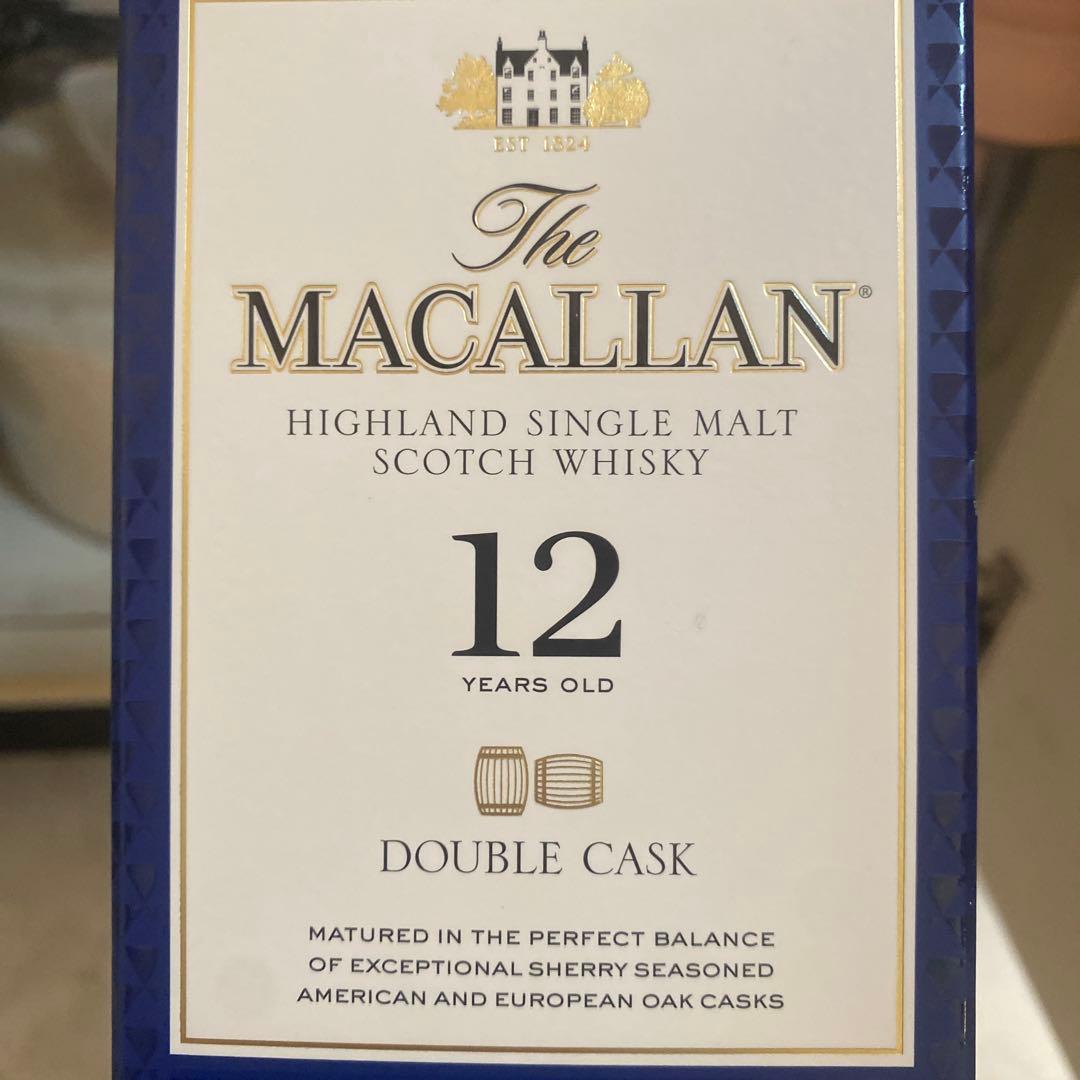 EST 1824
The
MACALLAN®
HIGHLAND SINGLE MALT
SCOTCH WHISKY
12
YEARS OLD
DOUBLE CASK
MATURED IN THE PERFECT BALANCE
OF EXCEPTIONAL SHERRY SEASONED
AMERICAN AND EUROPEAN OAK CASKS